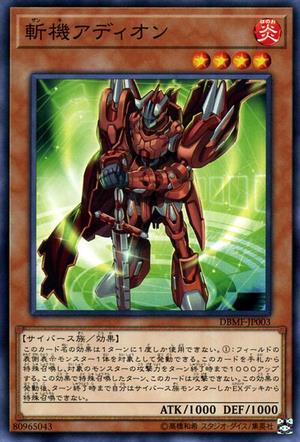 斬機アディオン
ざん
炎
ほのお
DBMF-JP003
【サイバース族/効果】
このカード名の効果は1ターンに1度しか使用できない。①:フィールドの
表側表示モンスター1体を対象として発動できる。このカードを手札から
特殊召喚し、対象のモンスターの攻撃力をターン終了時まで1000アップ
する。この効果で特殊召喚したターン、このカードは攻撃できない。この効果
の発動後、ターン終了時まで自分はサイバース族モンスターしかEXデッキから
特殊召喚できない。
ATK/1000 DEF/1000
80965043
©高橋和希 スタジオ・ダイス/集英社